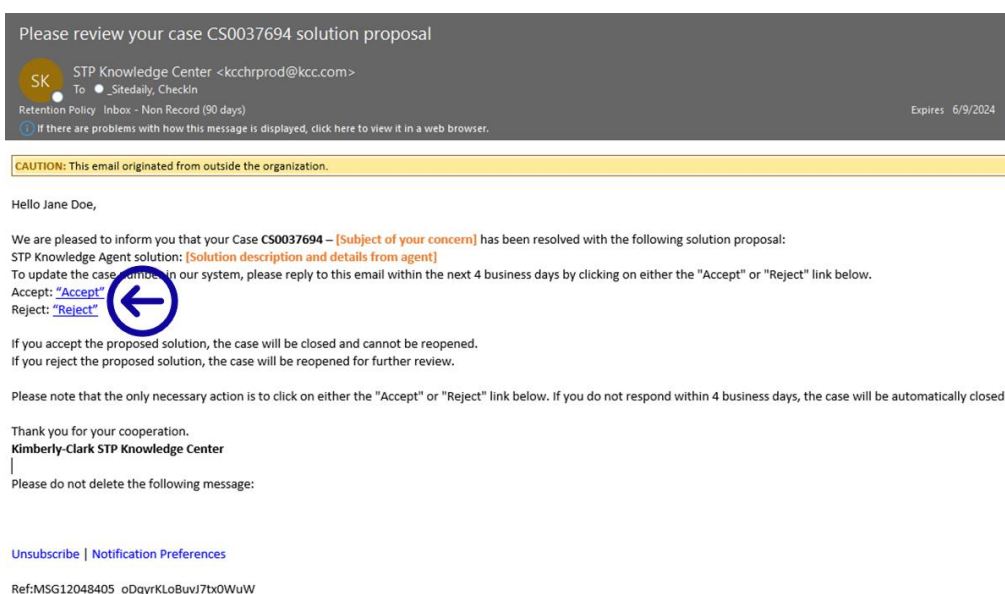 Please review your case CS0037694 solution proposal
SK
STP Knowledge Center <kcchrprod@kcc.com>
To _Sitedaily, CheckIn
Retention Policy Inbox - Non Record (90 days) Expires 6/9/2024
If there are problems with how this message is displayed, click here to view it in a web browser.
CAUTION: This email originated from outside the organization.
Hello Jane Doe,
We are pleased to inform you that your Case CS0037694 – [Subject of your concern] has been resolved with the following solution proposal:
STP Knowledge Agent solution: [Solution description and details from agent]
To update the case number in our system, please reply to this email within the next 4 business days by clicking on either the "Accept" or "Reject" link below.
Accept: “Accept”
Reject: “Reject”
If you accept the proposed solution, the case will be closed and cannot be reopened.
If you reject the proposed solution, the case will be reopened for further review.
Please note that the only necessary action is to click on either the "Accept" or "Reject" link below. If you do not respond within 4 business days, the case will be automatically closed
Thank you for your cooperation.
Kimberly-Clark STP Knowledge Center
Please do not delete the following message:
Unsubscribe | Notification Preferences
Ref:MSG12048405_oDgyrKLoBuvJ7tx0WuW